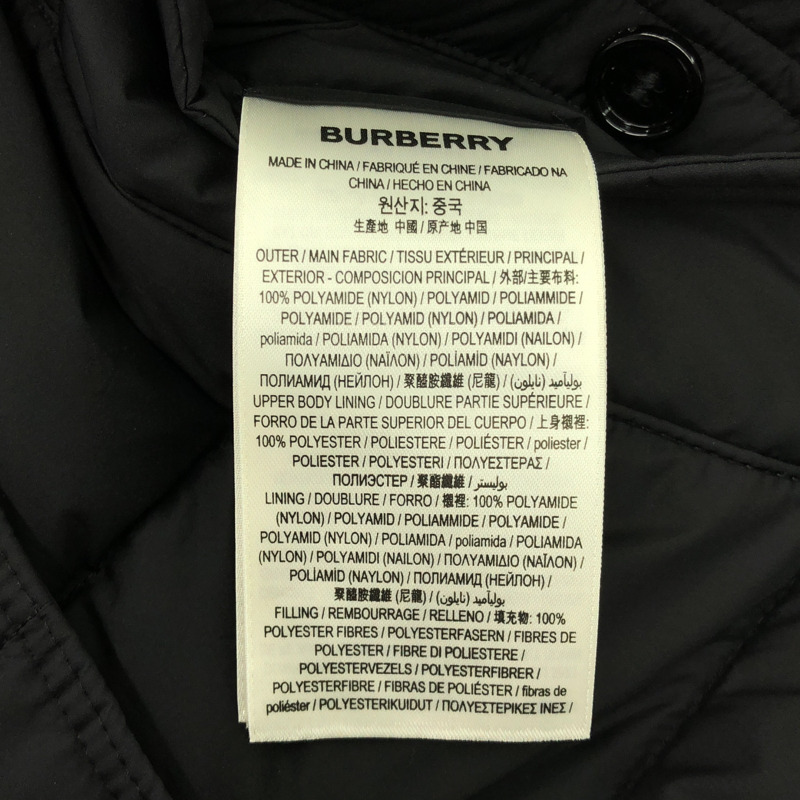 BURBERRY
MADE IN CHINA / FABRIQUÉ EN CHINE / FABRICADO NA
CHINA / HECHO EN CHINA
원산지: 중국
生產地 中國 / 原产地 中国
OUTER / MAIN FABRIC / TISSU EXTÉRIEUR / PRINCIPAL /
EXTERIOR - COMPOSICION PRINCIPAL / 外部/主要布料:
100% POLYAMIDE (NYLON) / POLYAMID / POLIAMMIDE /
POLYAMIDE / POLYAMID (NYLON) / POLIAMIDA /
poliamida / POLIAMIDA (NYLON) / POLYAMIDI (NAILON) /
ΠΟΛΥΑΜΙΔΙΟ (ΝΑΪΛΟΝ) / POLİAMİD (NAYLON) /
ПОЛИАМИД (НЕЙЛОН) / 聚醯胺纖維 (尼龍) / بولياميد (نايلون)
UPPER BODY LINING / DOUBLURE PARTIE SUPÉRIEURE /
FORRO DE LA PARTE SUPERIOR DEL CUERPO / 上身襯裡:
100% POLYESTER / POLIESTERE / POLIÉSTER / poliester /
POLIESTER / POLYESTERI / ΠΟΛΥΕΣΤΕΡΑΣ /
ПОЛИЭСТЕР / 聚酯纖維 / بوليستر
LINING / DOUBLURE / FORRO / 襯裡: 100% POLYAMIDE
(NYLON) / POLYAMID / POLIAMMIDE / POLYAMIDE /
POLYAMID (NYLON) / POLIAMIDA / poliamida / POLIAMIDA
(NYLON) / POLYAMIDI (NAILON) / ΠΟΛΥΑΜΙΔΙΟ (ΝΑΪΛΟΝ) /
POLİAMİD (NAYLON) / ПОЛИАМИД (НЕЙЛОН) /
聚醯胺纖維 (尼龍) / بولياميد (نايلون)
FILLING / REMBOURRAGE / RELLENO / 填充物: 100%
POLYESTER FIBRES / POLYESTERFASERN / FIBRES DE
POLYESTER / FIBRE DI POLIESTERE /
POLYESTERVEZELS / POLYESTERFIBRER /
POLYESTERFIBRE / FIBRAS DE POLIÉSTER / fibras de
poliéster / POLYESTERIKUIDUT / ΠΟΛΥΕΣΤΕΡΙΚΕΣ ΙΝΕΣ /